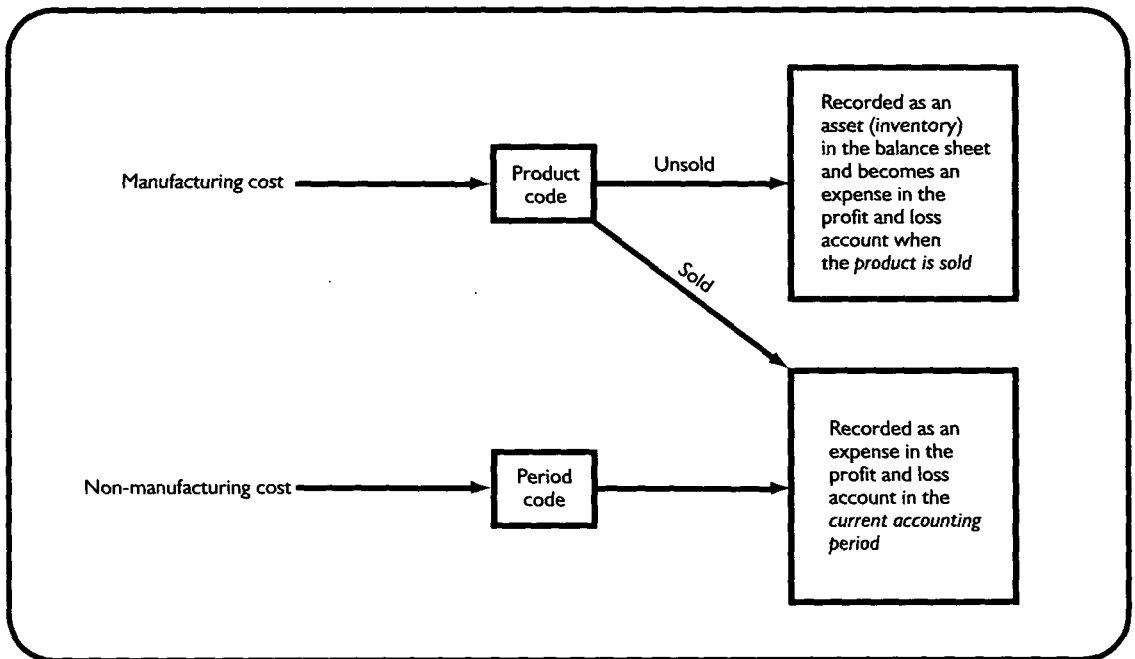 Manufacturing cost
Product
code
Unsold
Sold
Recorded as an
asset (inventory)
in the balance sheet
and becomes an
expense in the
profit and loss
account when
the product is sold
Non-manufacturing cost
Period
code
Recorded as an
expense in the
profit and loss
account in the
current accounting
period